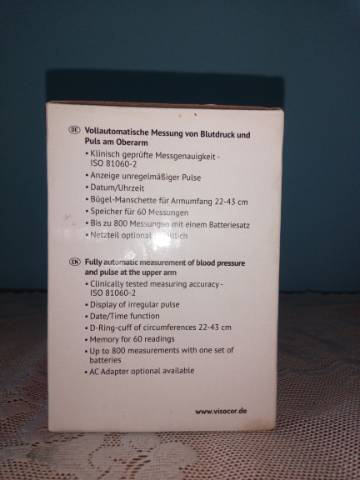 DE Vollautomatische Messung von Blutdruck und
Puls am Oberarm
• Klinisch geprüfte Messgenauigkeit -
ISO 81060-2
• Anzeige unregelmäßiger Pulse
• Datum/Uhrzeit
• Bügel-Manschette für Armumfang 22-43 cm
• Speicher für 60 Messungen
• Bis zu 800 Messungen mit einem Batteriesatz
• Netzteil optional
EN Fully automatic measurement of blood pressure
and pulse at the upper arm
• Clinically tested measuring accuracy -
ISO 81060-2
• Display of irregular pulse
• Date/Time function
• D-Ring-cuff of circumferences 22-43 cm
• Memory for 60 readings
• Up to 800 measurements with one set of
batteries
• AC Adapter optional available
www.visocor.de